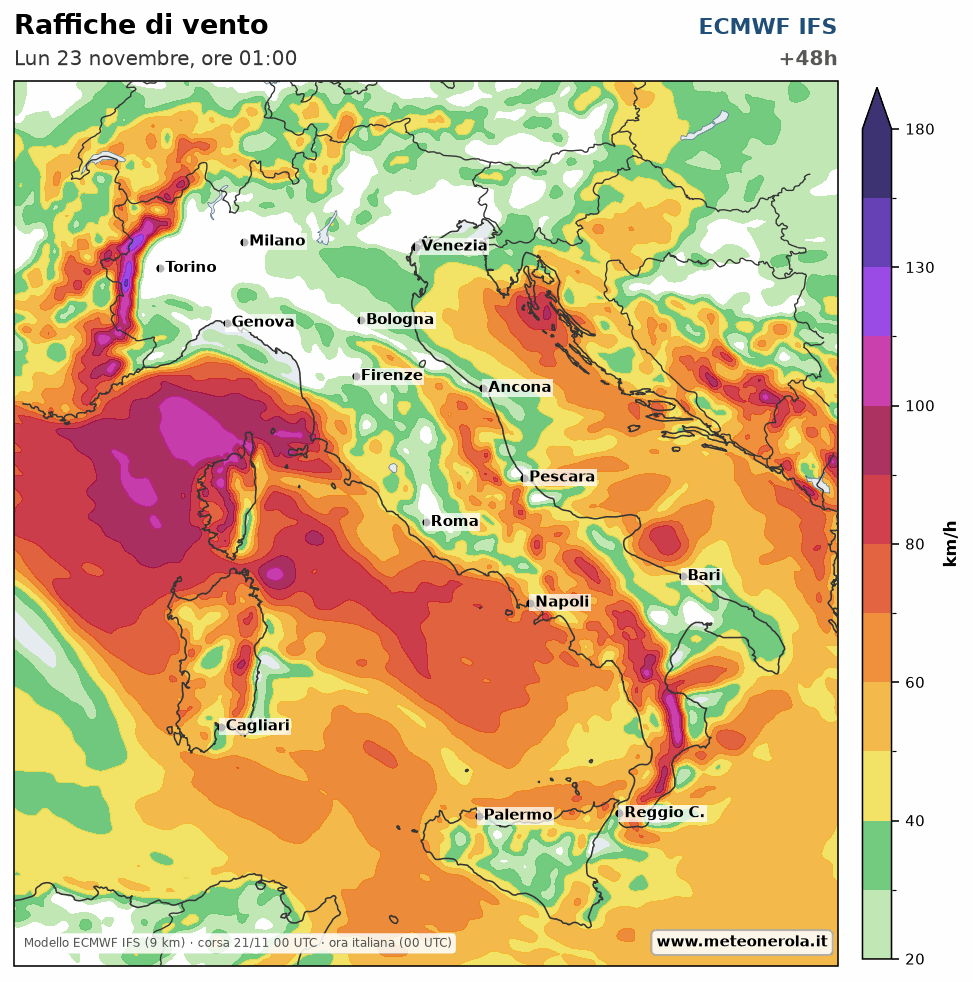 Raffiche di vento
ECMWF IFS
Lun 23 novembre, ore 01:00
+48h
180
130
100
80
60
40
20
km/h
Milano
Venezia
Torino
Genova
Bologna
Firenze
Ancona
Pescara
Roma
Bari
Napoli
Cagliari
Palermo
Reggio C.
Modello ECMWF IFS (9 km) · corsa 21/11 00 UTC · ora italiana (00 UTC)
www.meteonerola.it